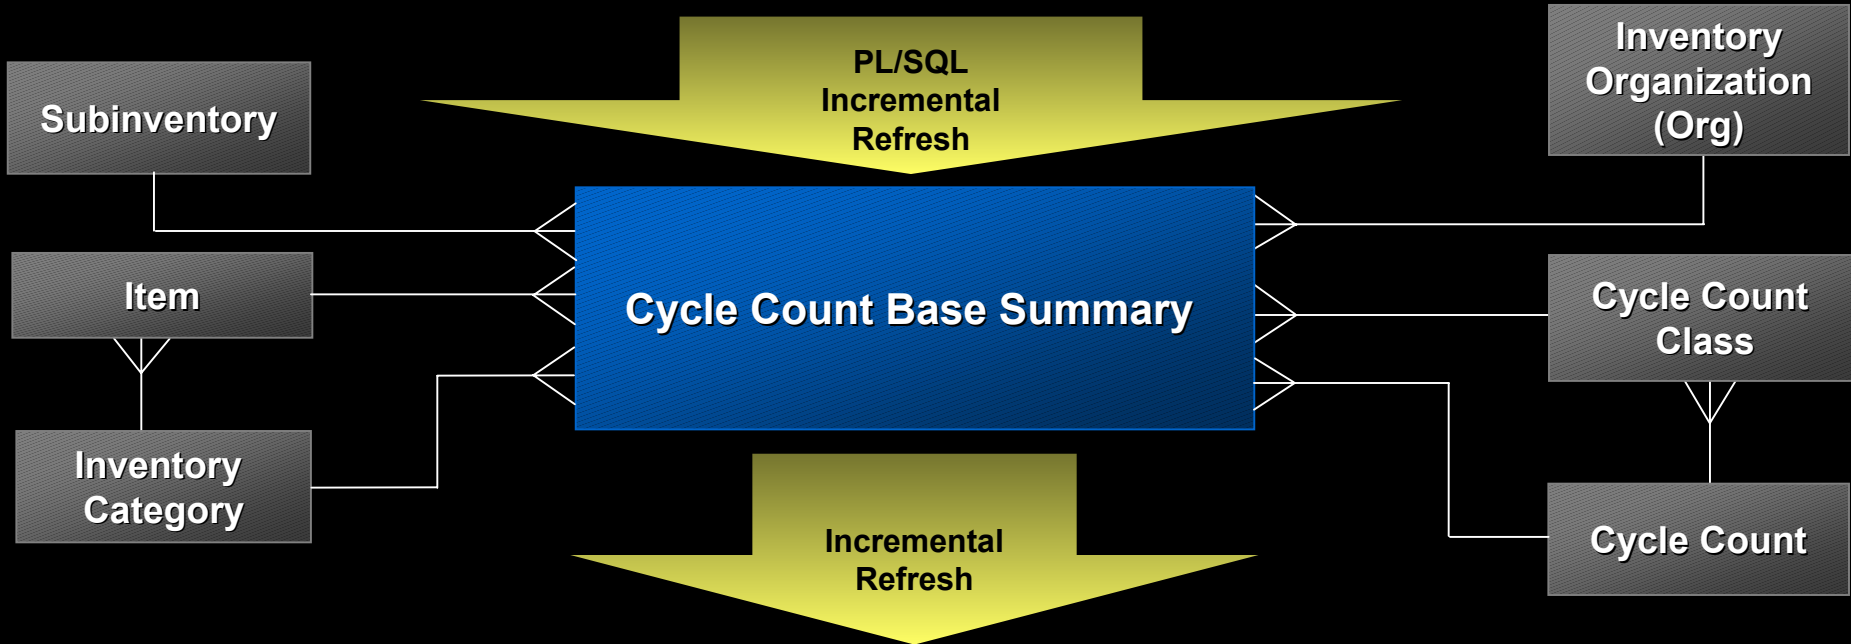 PL/SQL
Incremental
Refresh
Inventory
Organization
(Org)
Subinventory
Item
Cycle Count Base Summary
Cycle Count
Class
Inventory
Category
Incremental
Refresh
Cycle Count